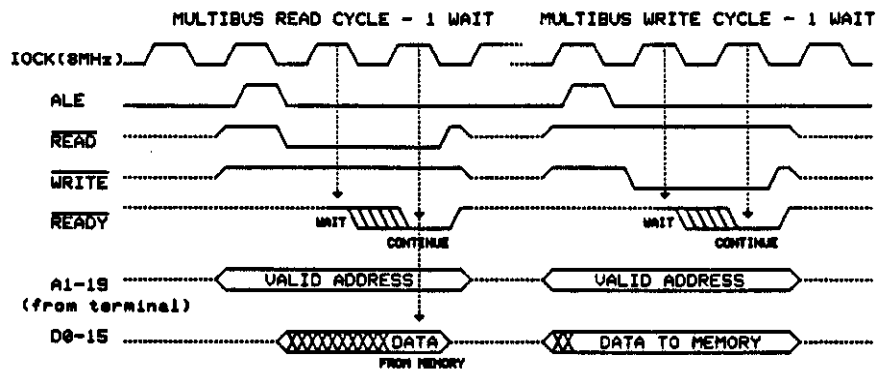 MULTIBUS READ CYCLE - 1 WAIT MULTIBUS WRITE CYCLE - 1 WAIT
IOCK(8MHz)
ALE
READ
WRITE
READY
WAIT
CONTINUE
WAIT
CONTINUE
A1-19
(from terminal)
VALID ADDRESS
VALID ADDRESS
D0-15
DATA
FROM MEMORY
DATA TO MEMORY